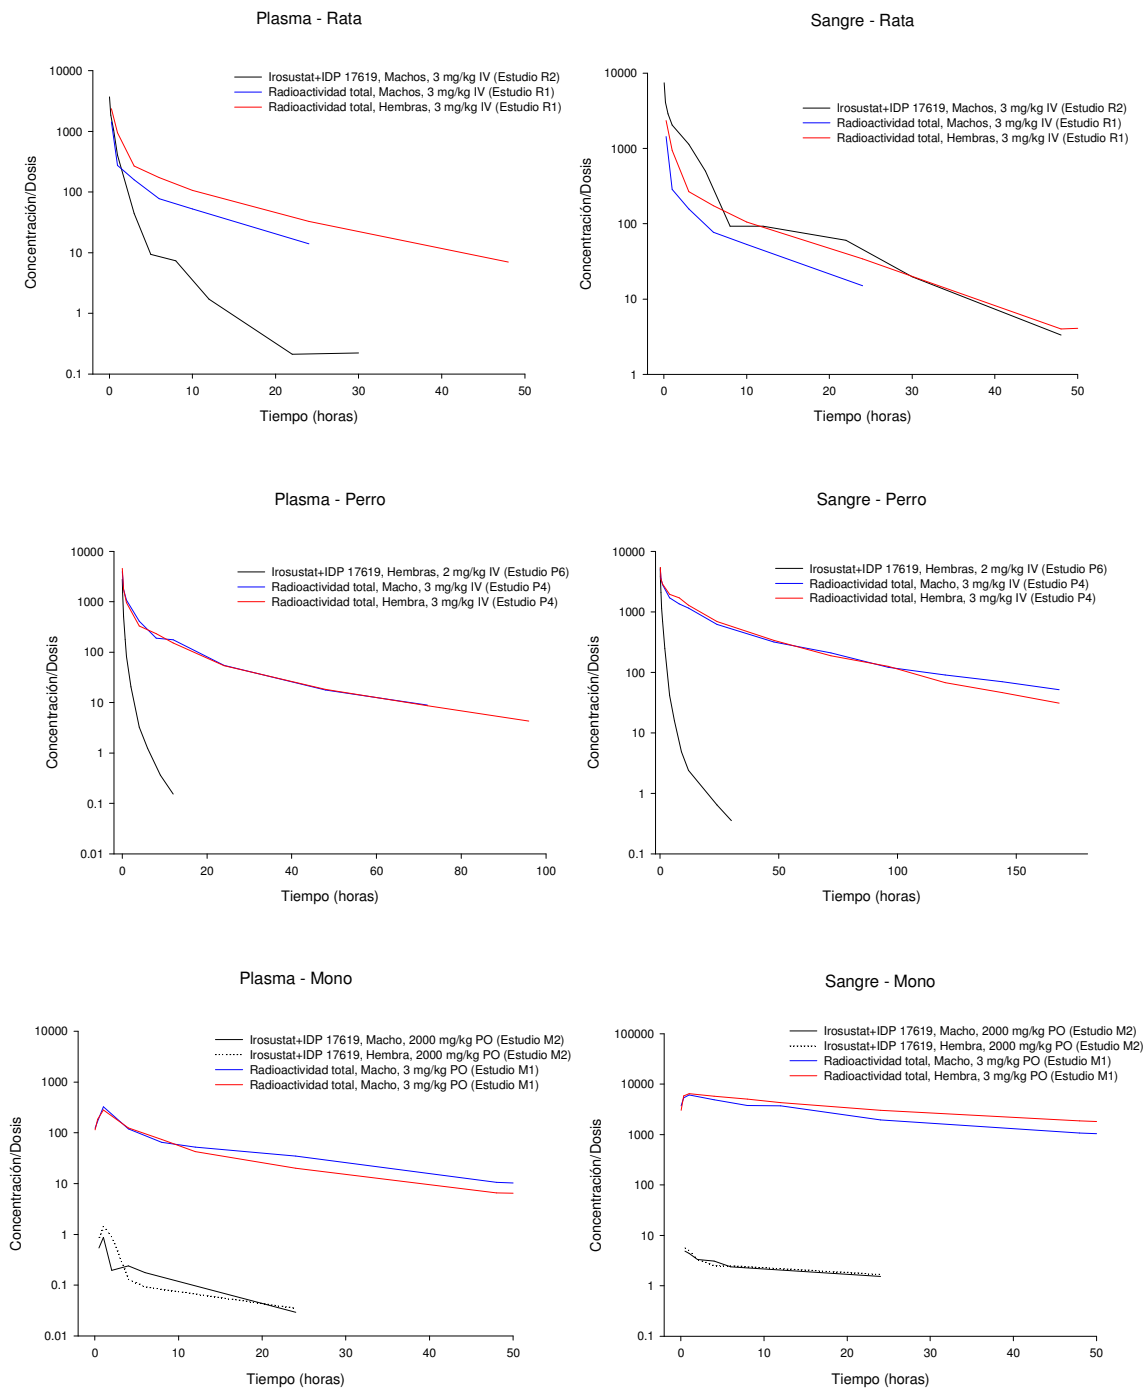 Plasma - Rata
Concentración/Dosis
10000
1000
100
10
1
0.1
Irosustat+IDP 17619, Machos, 3 mg/kg IV (Estudio R2)
Radioactividad total, Machos, 3 mg/kg IV (Estudio R1)
Radioactividad total, Hembras, 3 mg/kg IV (Estudio R1)
0 10 20 30 40 50
Tiempo (horas)
Sangre - Rata
Concentración/Dosis
10000
1000
100
10
1
Irosustat+IDP 17619, Machos, 3 mg/kg IV (Estudio R2)
Radioactividad total, Machos, 3 mg/kg IV (Estudio R1)
Radioactividad total, Hembras, 3 mg/kg IV (Estudio R1)
0 10 20 30 40 50
Tiempo (horas)
Plasma - Perro
Concentración/Dosis
10000
1000
100
10
1
0.1
0.01
Irosustat+IDP 17619, Hembras, 2 mg/kg IV (Estudio P6)
Radioactividad total, Macho, 3 mg/kg IV (Estudio P4)
Radioactividad total, Hembra, 3 mg/kg IV (Estudio P4)
0 20 40 60 80 100
Tiempo (horas)
Sangre - Perro
Concentración/Dosis
10000
1000
100
10
1
0.1
Irosustat+IDP 17619, Hembras, 2 mg/kg IV (Estudio P6)
Radioactividad total, Macho, 3 mg/kg IV (Estudio P4)
Radioactividad total, Hembra, 3 mg/kg IV (Estudio P4)
0 50 100 150
Tiempo (horas)
Plasma - Mono
Concentración/Dosis
10000
1000
100
10
1
0.1
0.01
Irosustat+IDP 17619, Macho, 2000 mg/kg PO (Estudio M2)
Irosustat+IDP 17619, Hembra, 2000 mg/kg PO (Estudio M2)
Radioactividad total, Macho, 3 mg/kg PO (Estudio M1)
Radioactividad total, Macho, 3 mg/kg PO (Estudio M1)
0 10 20 30 40 50
Tiempo (horas)
Sangre - Mono
Concentración/Dosis
100000
10000
1000
100
10
1
0.1
Irosustat+IDP 17619, Macho, 2000 mg/kg PO (Estudio M2)
Irosustat+IDP 17619, Hembra, 2000 mg/kg PO (Estudio M2)
Radioactividad total, Macho, 3 mg/kg PO (Estudio M1)
Radioactividad total, Hembra, 3 mg/kg PO (Estudio M1)
0 10 20 30 40 50
Tiempo (horas)